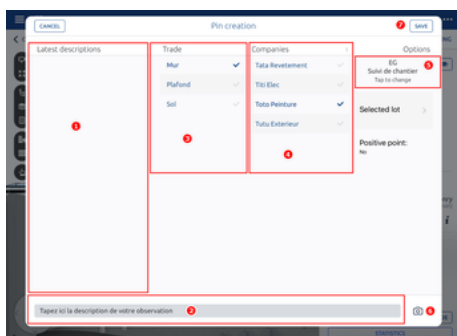 CANCEL
Pin creation
7
SAVE
Latest descriptions
1
Trade
Mur
Plafond
Sol
3
Companies
Tata Revetement
Titi Elec
Toto Peinture
Tutu Exterieur
4
Options
EG
Suivi de chantier
Tap to change
5
Selected lot
Positive point:
No
Tapez ici la description de votre observation
2
6
STATISTICS